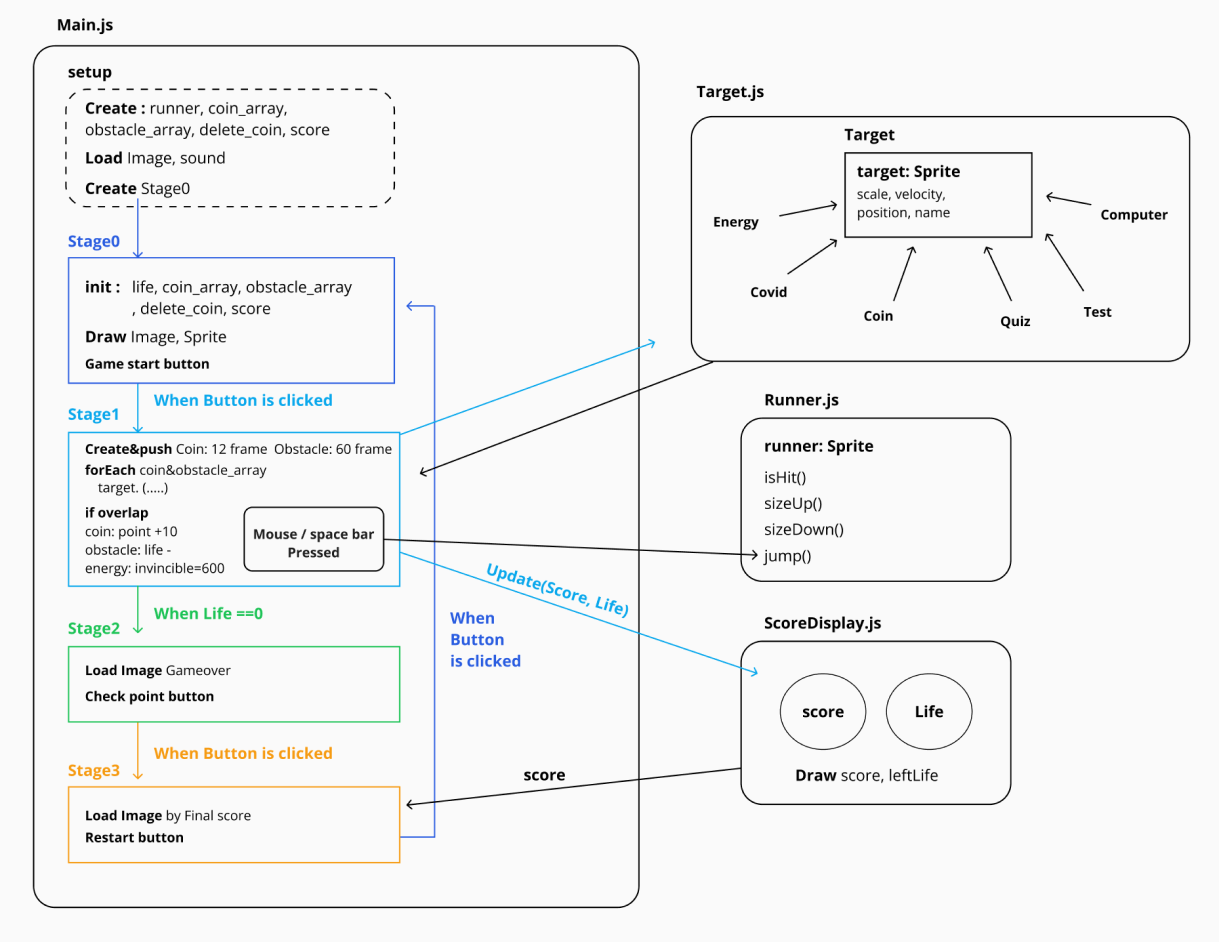 Main.js
setup
Create : runner, coin_array,
obstacle_array, delete_coin, score
Load Image, sound
Create Stage0
Stage0
init : life, coin_array, obstacle_array
, delete_coin, score
Draw Image, Sprite
Game start button
When Button is clicked
Stage1
Create&push Coin: 12 frame Obstacle: 60 frame
forEach coin&obstacle_array
target. (.....)
if overlap
coin: point +10
obstacle: life -
energy: invincible=600
Mouse / space bar
Pressed
When Life ==0
Stage2
Load Image Gameover
Check point button
When Button is clicked
Stage3
Load Image by Final score
Restart button
When
Button
is clicked
Update(Score, Life)
score
Target.js
Target
target: Sprite
scale, velocity,
position, name
Energy
Computer
Covid
Coin
Quiz
Test
Runner.js
runner: Sprite
isHit()
sizeUp()
sizeDown()
jump()
ScoreDisplay.js
score
Life
Draw score, leftLife